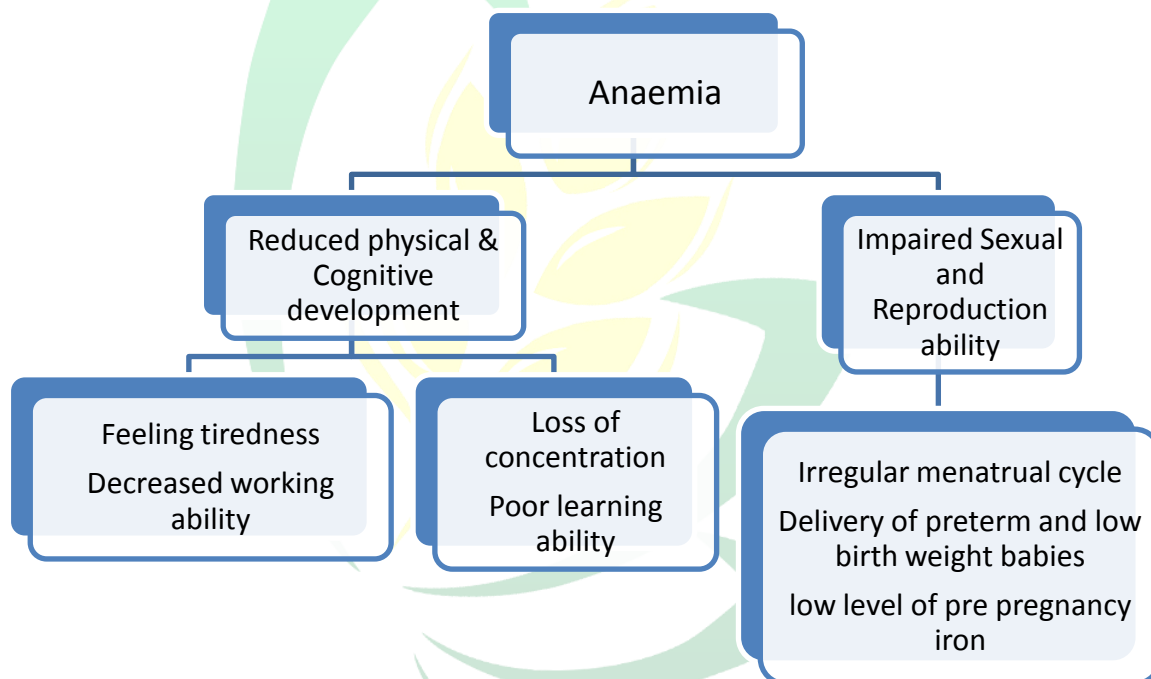 Anaemia
Reduced physical &
Cognitive
development
Impaired Sexual
and
Reproduction
ability
Feeling tiredness
Decreased working
ability
Loss of
concentration
Poor learning
ability
Irregular menatrual cycle
Delivery of preterm and low
birth weight babies
low level of pre pregnancy
iron